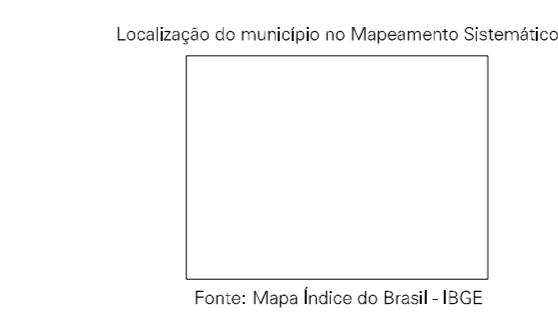 Localização do município no Mapeamento Sistemático
Fonte: Mapa Índice do Brasil - IBGE